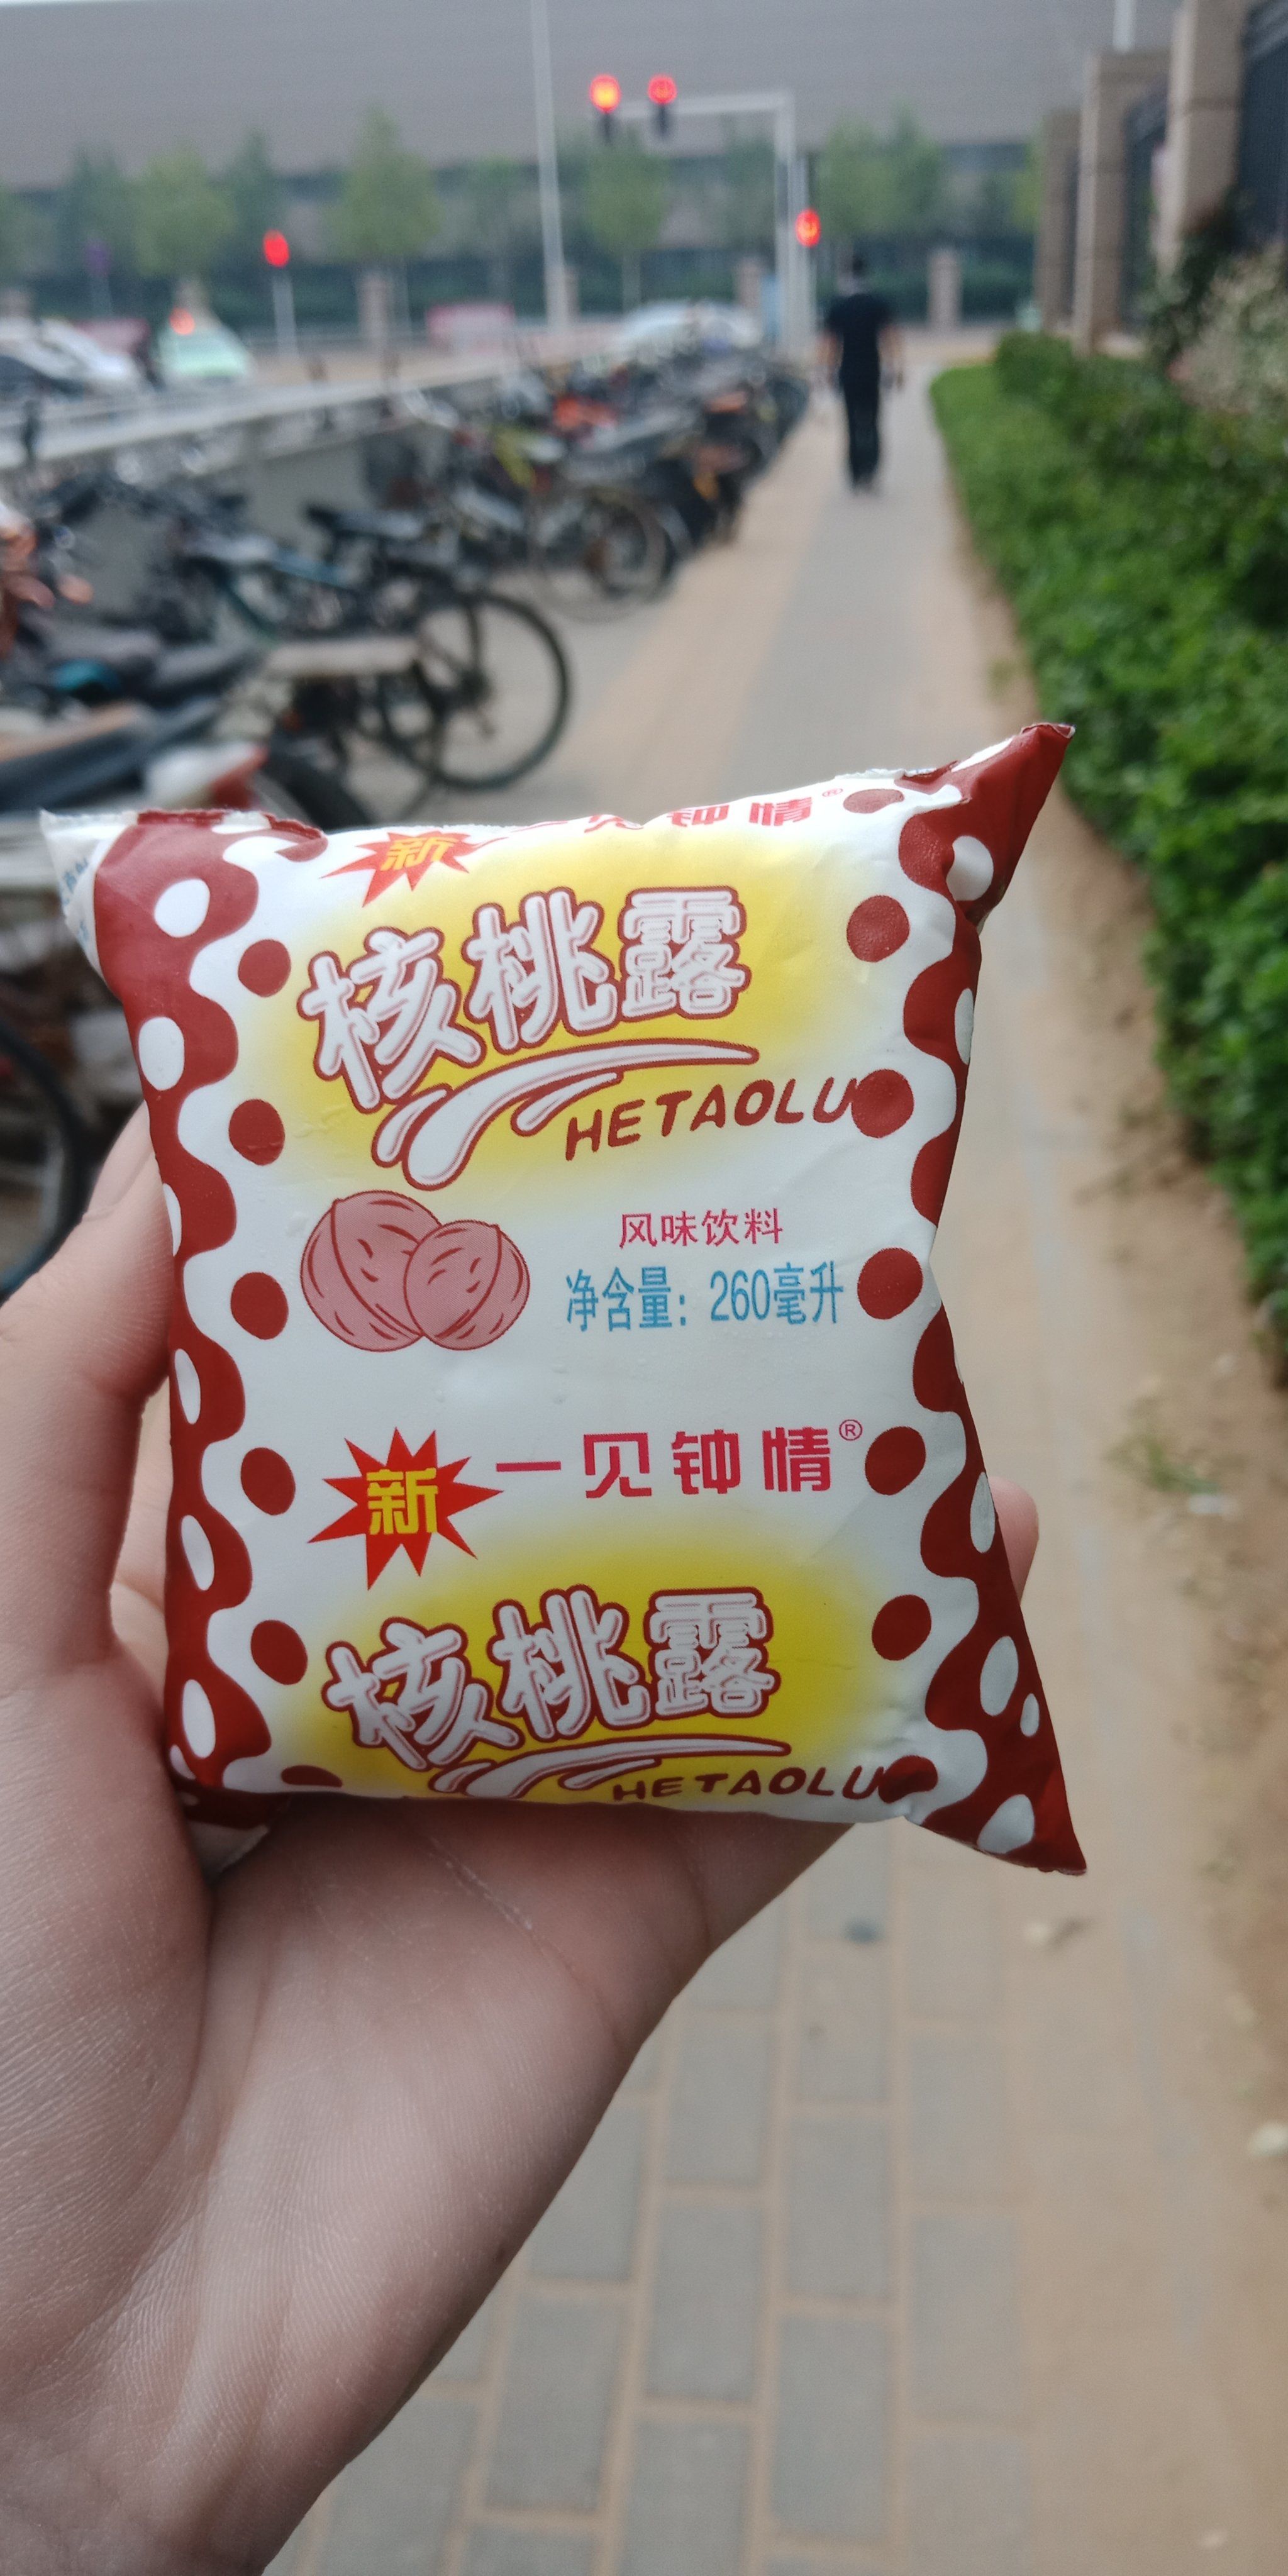 新 一见钟情®
核桃露
HETAOLU
风味饮料
净含量：260毫升
新 一见钟情®
核桃露
HETAOLU